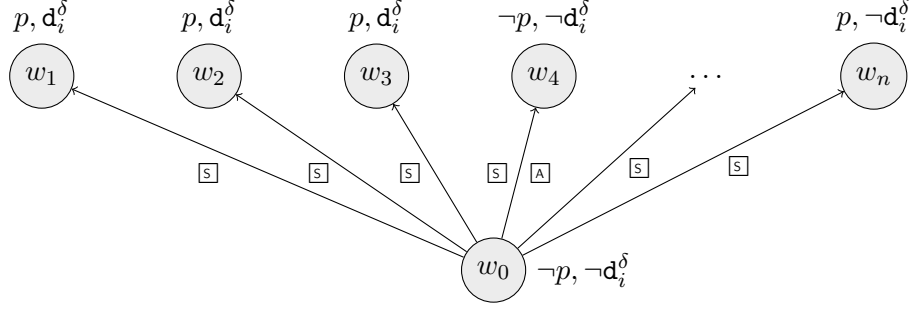 p, d_i^δ p, d_i^δ p, d_i^δ ¬p, ¬d_i^δ p, ¬d_i^δ
w₁ w₂ w₃ w₄ ... wₙ
S S S S A S S
w₀ ¬p, ¬d_i^δ